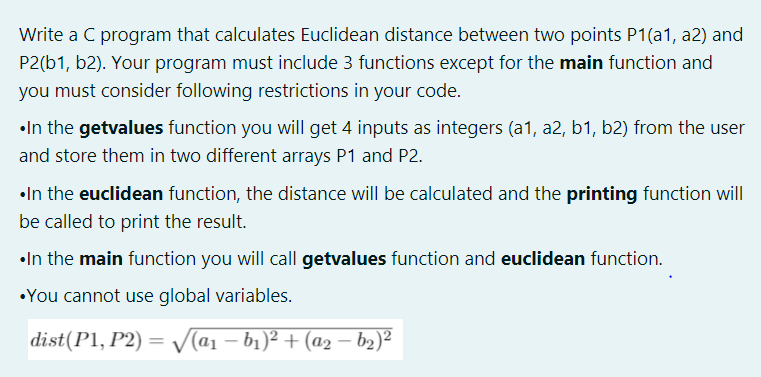 Write a C program that calculates Euclidean distance between two points P1(a1, a2) and
P2(b1, b2). Your program must include 3 functions except for the main function and
you must consider following restrictions in your code.
•In the getvalues function you will get 4 inputs as integers (a1, a2, b1, b2) from the user
and store them in two different arrays P1 and P2.
•In the euclidean function, the distance will be calculated and the printing function will
be called to print the result.
•In the main function you will call getvalues function and euclidean function.
•You cannot use global variables.
dist(P1, P2) = √(a₁ − b₁)² + (a₂ − b₂)²